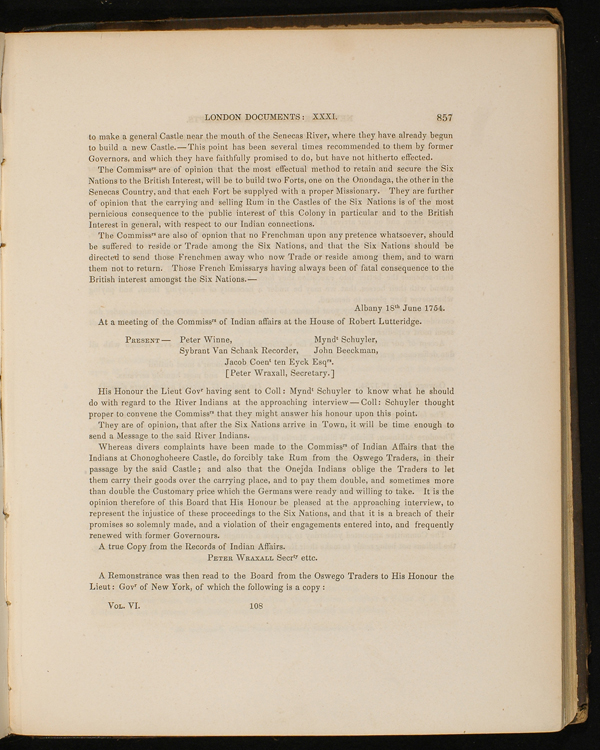 LONDON DOCUMENTS: XXXI. 857
to make a general Castle near the mouth of the Senecas River, where they have already begun
to build a new Castle.—This point has been several times recommended to them by former
Governors, and which they have faithfully promised to do, but have not hitherto effected.
The Commissʳˢ are of opinion that the most effectual method to retain and secure the Six
Nations to the British Interest, will be to build two Forts, one on the Onondaga, the other in the
Senecas Country, and that each Fort be supplyed with a proper Missionary. They are further
of opinion that the carrying and selling Rum in the Castles of the Six Nations is of the most
pernicious consequence to the public interest of this Colony in particular and to the British
Interest in general, with respect to our Indian connections.
The Commissʳˢ are also of opinion that no Frenchman upon any pretence whatsoever, should
be suffered to reside or Trade among the Six Nations, and that the Six Nations should be
directed to send those Frenchmen away who now Trade or reside among them, and to warn
them not to return. Those French Emissarys having always been of fatal consequence to the
British interest amongst the Six Nations.—
Albany 18ᵗʰ June 1754.
At a meeting of the Commissʳˢ of Indian affairs at the House of Robert Lutteridge.
PRESENT— Peter Winne, Myndᵗ Schuyler,
Sybrant Van Schaak Recorder, John Beeckman,
Jacob Coenᵗ ten Eyck Esqʳˢ.
[Peter Wraxall, Secretary.]
His Honour the Lieut Govʳ having sent to Coll: Myndᵗ Schuyler to know what he should
do with regard to the River Indians at the approaching interview—Coll: Schuyler thought
proper to convene the Commissʳˢ that they might answer his honour upon this point.
They are of opinion, that after the Six Nations arrive in Town, it will be time enough to
send a Message to the said River Indians.
Whereas divers complaints have been made to the Commissʳˢ of Indian Affairs that the
Indians at Chonoghoheere Castle, do forcibly take Rum from the Oswego Traders, in their
passage by the said Castle; and also that the Onejda Indians oblige the Traders to let
them carry their goods over the carrying place, and to pay them double, and sometimes more
than double the Customary price which the Germans were ready and willing to take. It is the
opinion therefore of this Board that His Honour be pleased at the approaching interview, to
represent the injustice of these proceedings to the Six Nations, and that it is a breach of their
promises so solemnly made, and a violation of their engagements entered into, and frequently
renewed with former Governours.
A true Copy from the Records of Indian Affairs.
PETER WRAXALL Secrᵗʸ ettc.
A Remonstrance was then read to the Board from the Oswego Traders to His Honour the
Lieut: Govʳ of New York, of which the following is a copy:
VOL. VI. 108